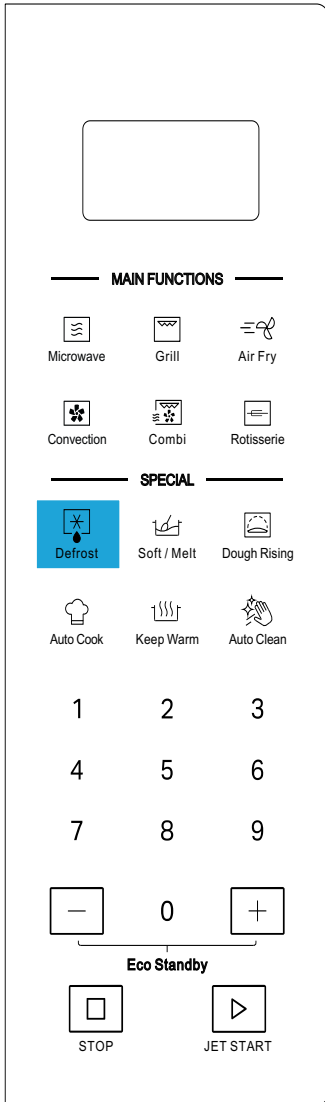 MAIN FUNCTIONS
Microwave Grill Air Fry
Convection Combi Rotisserie
SPECIAL
Defrost Soft / Melt Dough Rising
Auto Cook Keep Warm Auto Clean
1 2 3
4 5 6
7 8 9
0
Eco Standby
STOP JET START